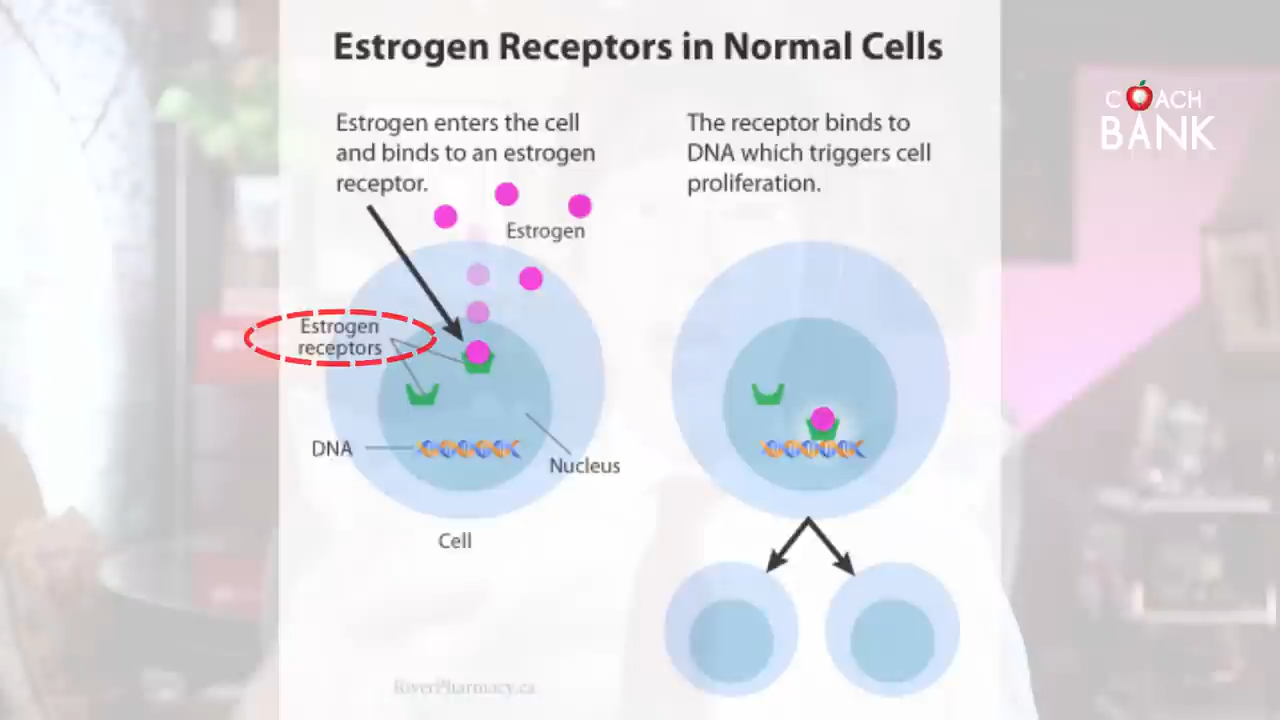 Estrogen Receptors in Normal Cells
C ACH
BANK
Estrogen enters the cell
and binds to an estrogen
receptor.
The receptor binds to
DNA which triggers cell
proliferation.
Estrogen
Estrogen
receptors
DNA
Nucleus
Cell
RiverPharmacy.ca